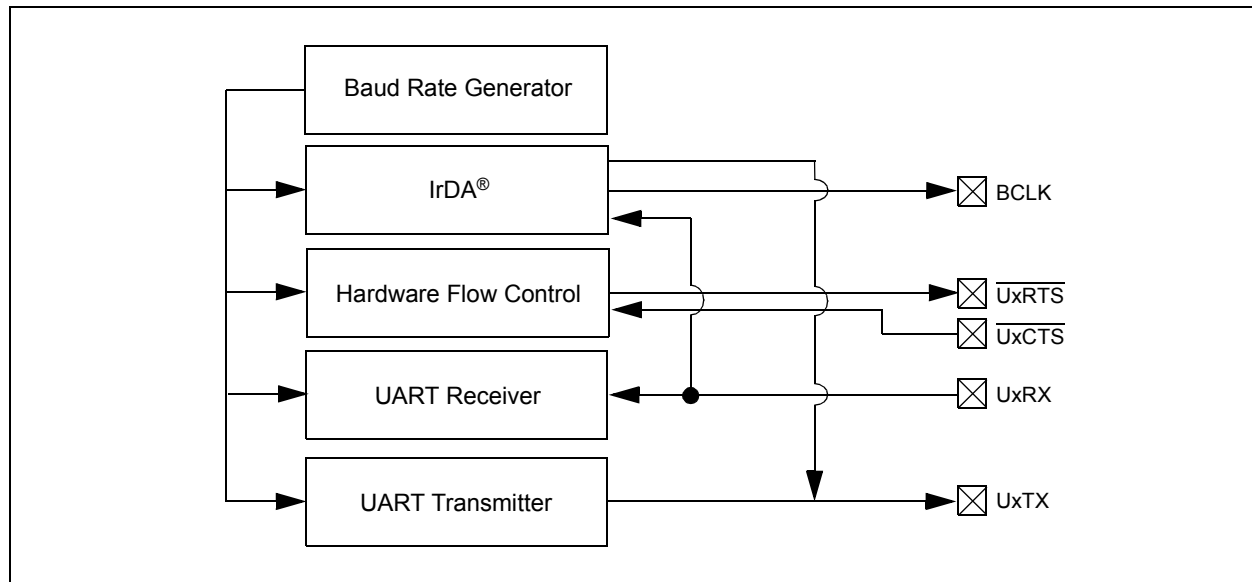 Baud Rate Generator
IrDA®
BCLK
Hardware Flow Control
UxRTS
UxCTS
UART Receiver
UxRX
UART Transmitter
UxTX